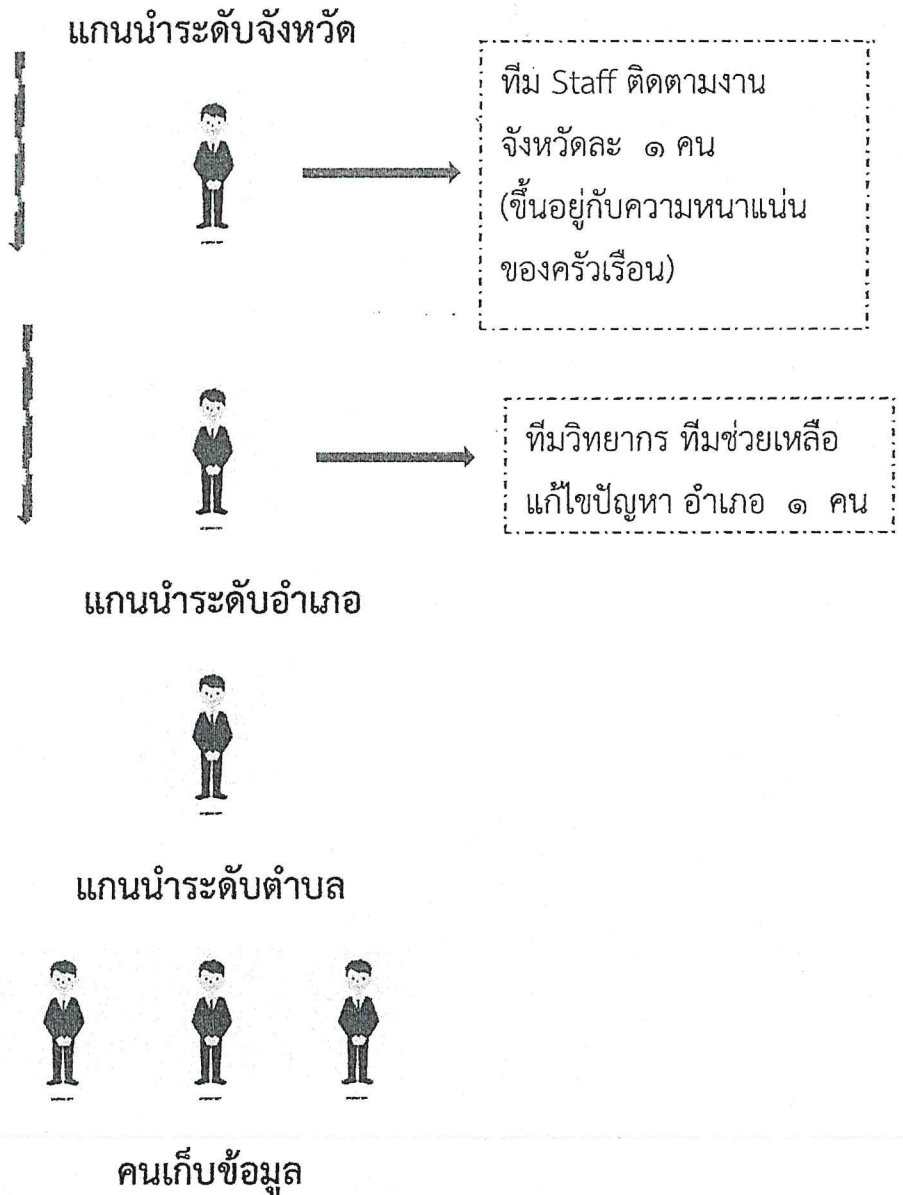 แกนนำระดับจังหวัด
ทีม Staff ติดตามงาน
จังหวัดละ ๑ คน
(ขึ้นอยู่กับความหนาแน่น
ของครัวเรือน)
ทีมวิทยากร ทีมช่วยเหลือ
แก้ไขปัญหา อำเภอ ๑ คน
แกนนำระดับอำเภอ
แกนนำระดับตำบล
คนเก็บข้อมูล